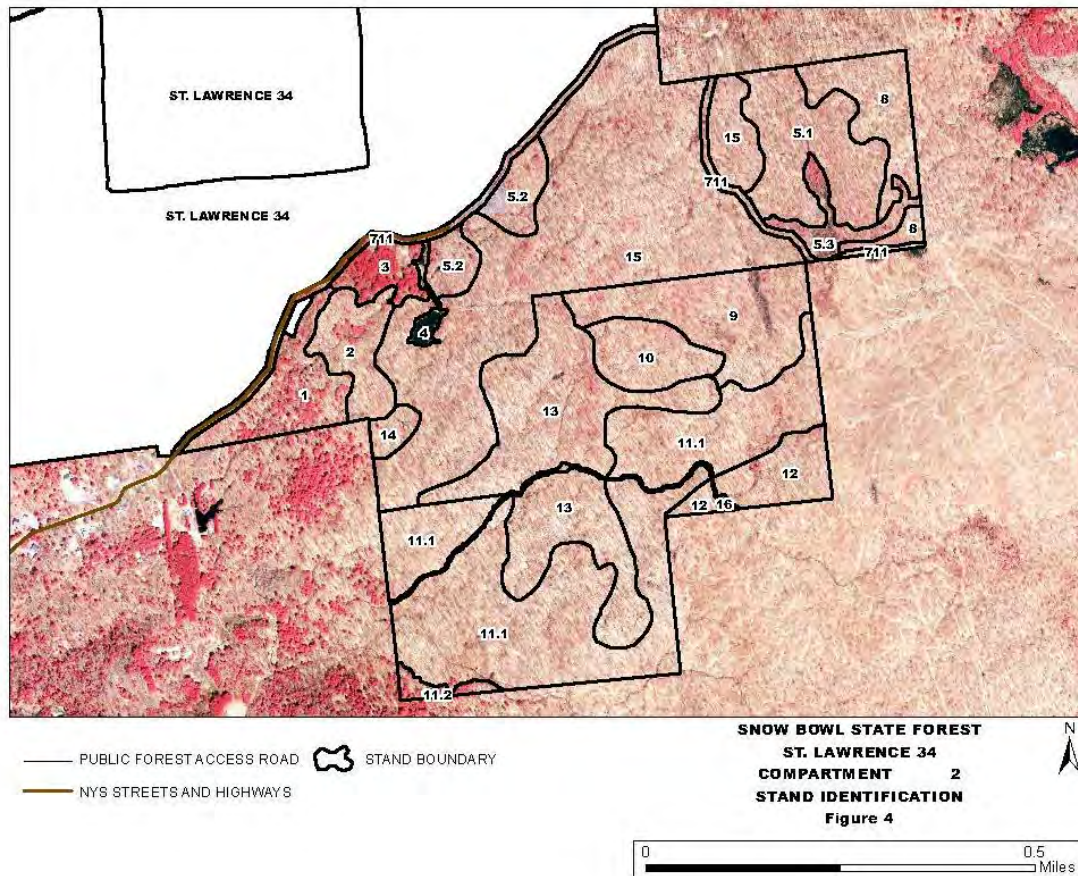 ST. LAWRENCE 34
ST. LAWRENCE 34
8
15
5.1
711
5.2
8
5.3
711
711
3
5.2
15
9
4
2
10
1
13
14
11.1
12
13
12
16
11.1
11.1
11.2
PUBLIC FOREST ACCESS ROAD
STAND BOUNDARY
NYS STREETS AND HIGHWAYS
SNOW BOWL STATE FOREST
ST. LAWRENCE 34
COMPARTMENT 2
STAND IDENTIFICATION
Figure 4
N
0
0.5
Miles